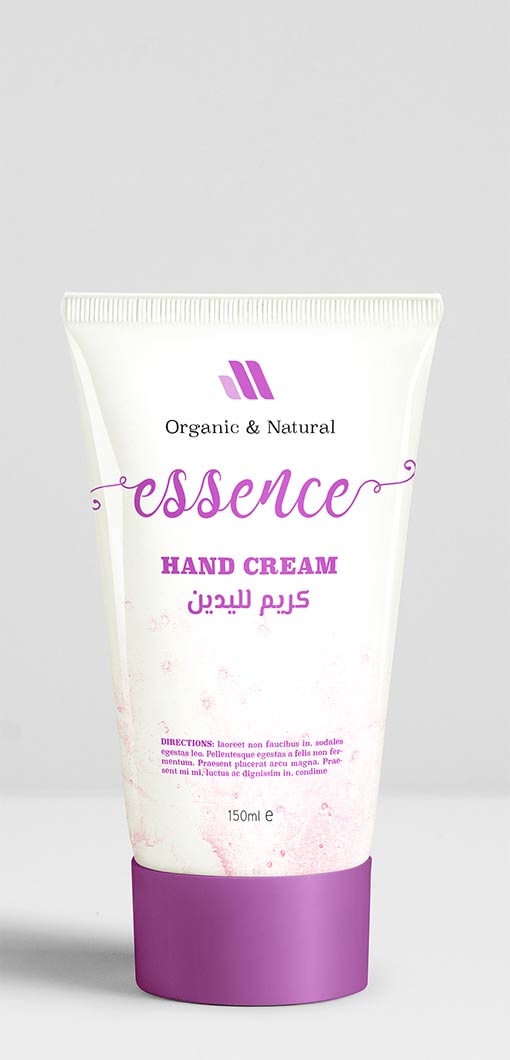 Organic & Natural
essence
HAND CREAM
كريم لليدين
DIRECTIONS: laoreet non faucibus in, sodales
egestas leo. Pellentesque egestas a felis non fer-
mentum. Praesent placerat arcu magna. Prae-
sent mi mi, luctus ac dignissim in, condime
150ml e